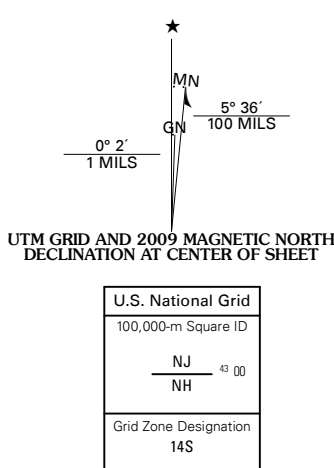 ★
MN
5° 36´
100 MILS
GN
0° 2´
1 MILS
UTM GRID AND 2009 MAGNETIC NORTH
DECLINATION AT CENTER OF SHEET
U.S. National Grid
100,000-m Square ID
NJ
43 00
NH
Grid Zone Designation
14S